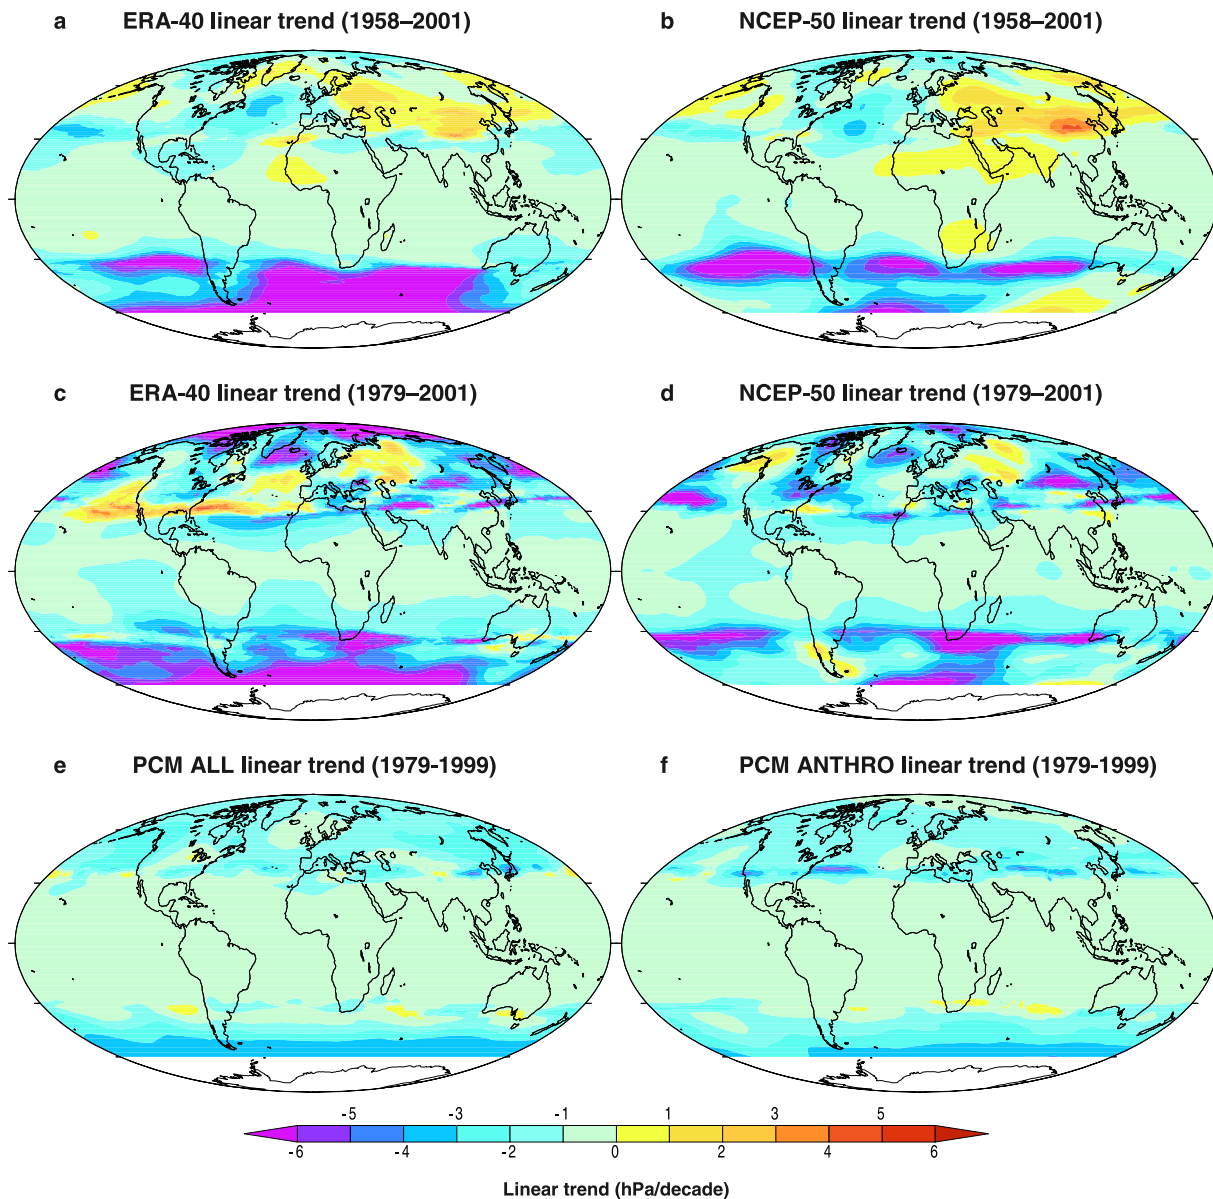 a ERA-40 linear trend (1958–2001)
b NCEP-50 linear trend (1958–2001)
c ERA-40 linear trend (1979–2001)
d NCEP-50 linear trend (1979–2001)
e PCM ALL linear trend (1979-1999)
f PCM ANTHRO linear trend (1979-1999)
-5 -3 -1 1 3 5
-6 -4 -2 0 2 4 6
Linear trend (hPa/decade)